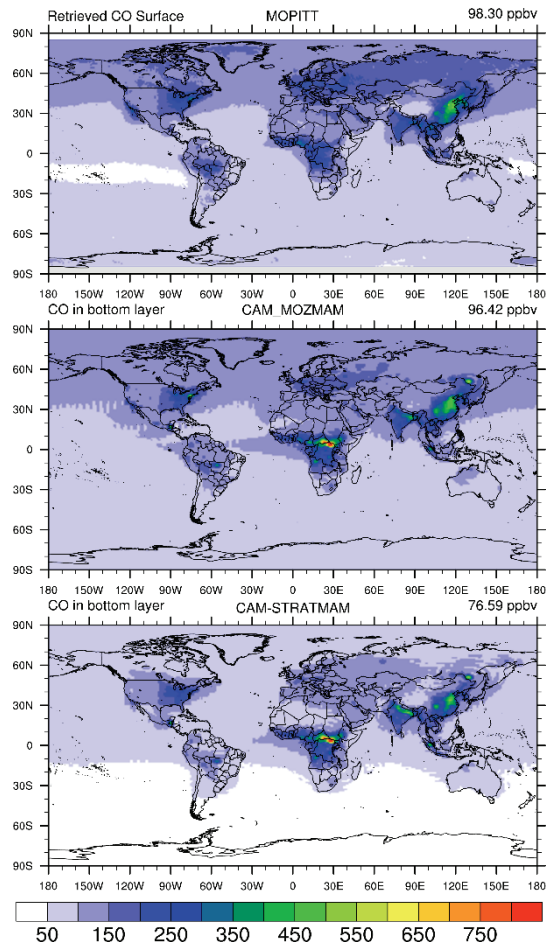 Retrieved CO Surface MOPITT 98.30 ppbv
90N
60N
30N
0
30S
60S
90S
180 150W 120W 90W 60W 30W 0 30E 60E 90E 120E 150E 180
CO in bottom layer CAM_MOZMAM 96.42 ppbv
90N
60N
30N
0
30S
60S
90S
180 150W 120W 90W 60W 30W 0 30E 60E 90E 120E 150E 180
CO in bottom layer CAM-STRATMAM 76.59 ppbv
90N
60N
30N
0
30S
60S
90S
180 150W 120W 90W 60W 30W 0 30E 60E 90E 120E 150E 180
50 150 250 350 450 550 650 750